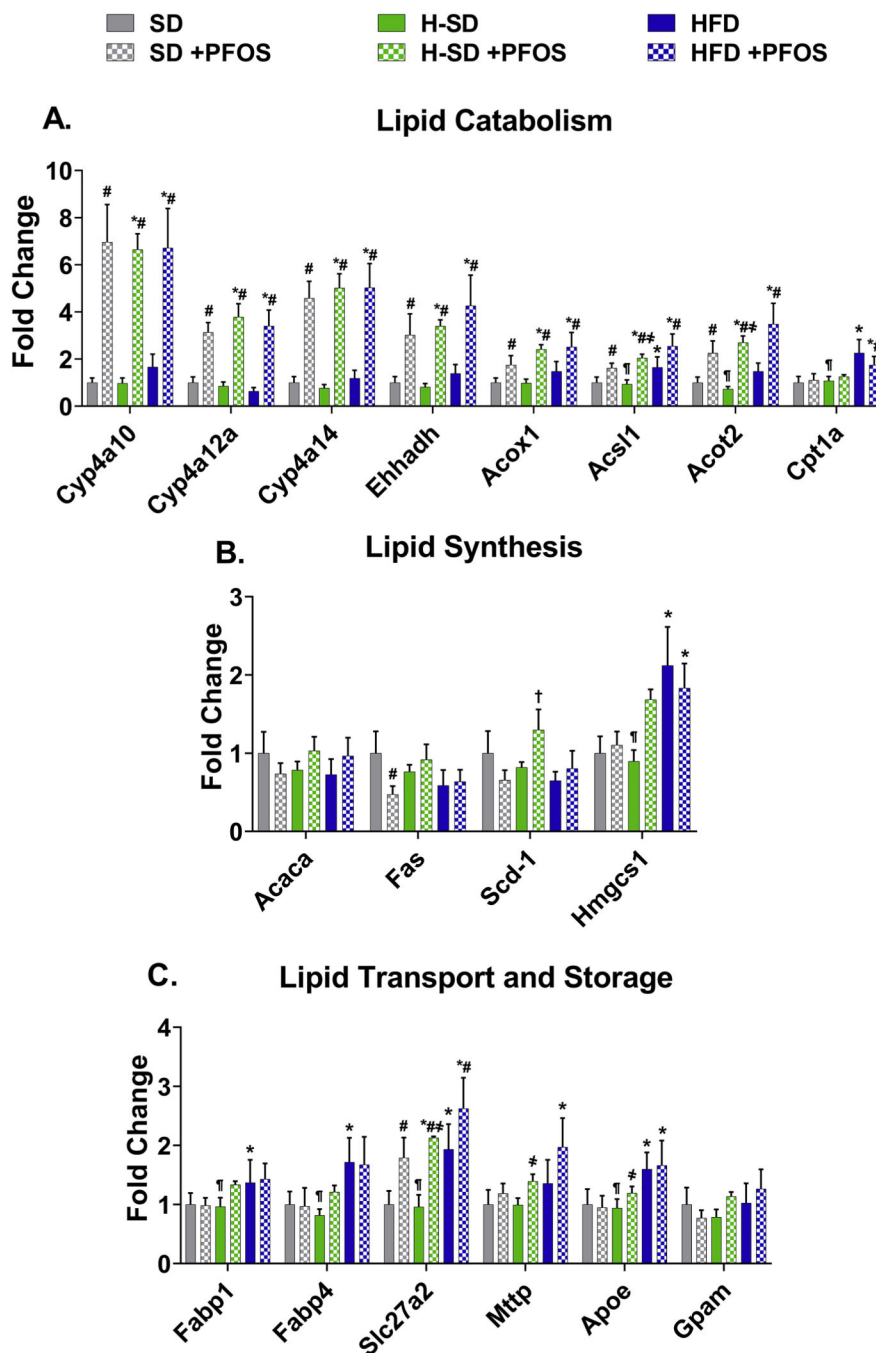 SD H-SD HFD
SD +PFOS H-SD +PFOS HFD +PFOS
A. Lipid Catabolism
Fold Change
10
8
6
4
2
0
# *# *# # *# *# # *# *# # *# *# # *# *# # ¶ *#≠ * *# # ¶ *#≠ *# ¶ * *#
Cyp4a10 Cyp4a12a Cyp4a14 Ehhadh Acox1 Acsl1 Acot2 Cpt1a
B. Lipid Synthesis
Fold Change
3
2
1
0
# † ¶ * *
Acaca Fas Scd-1 Hmgcs1
C. Lipid Transport and Storage
Fold Change
4
3
2
1
0
¶ * ¶ * # ¶ *#≠ * *# ≠ * ¶ ≠ * *
Fabp1 Fabp4 Slc27a2 Mttp Apoe Gpam